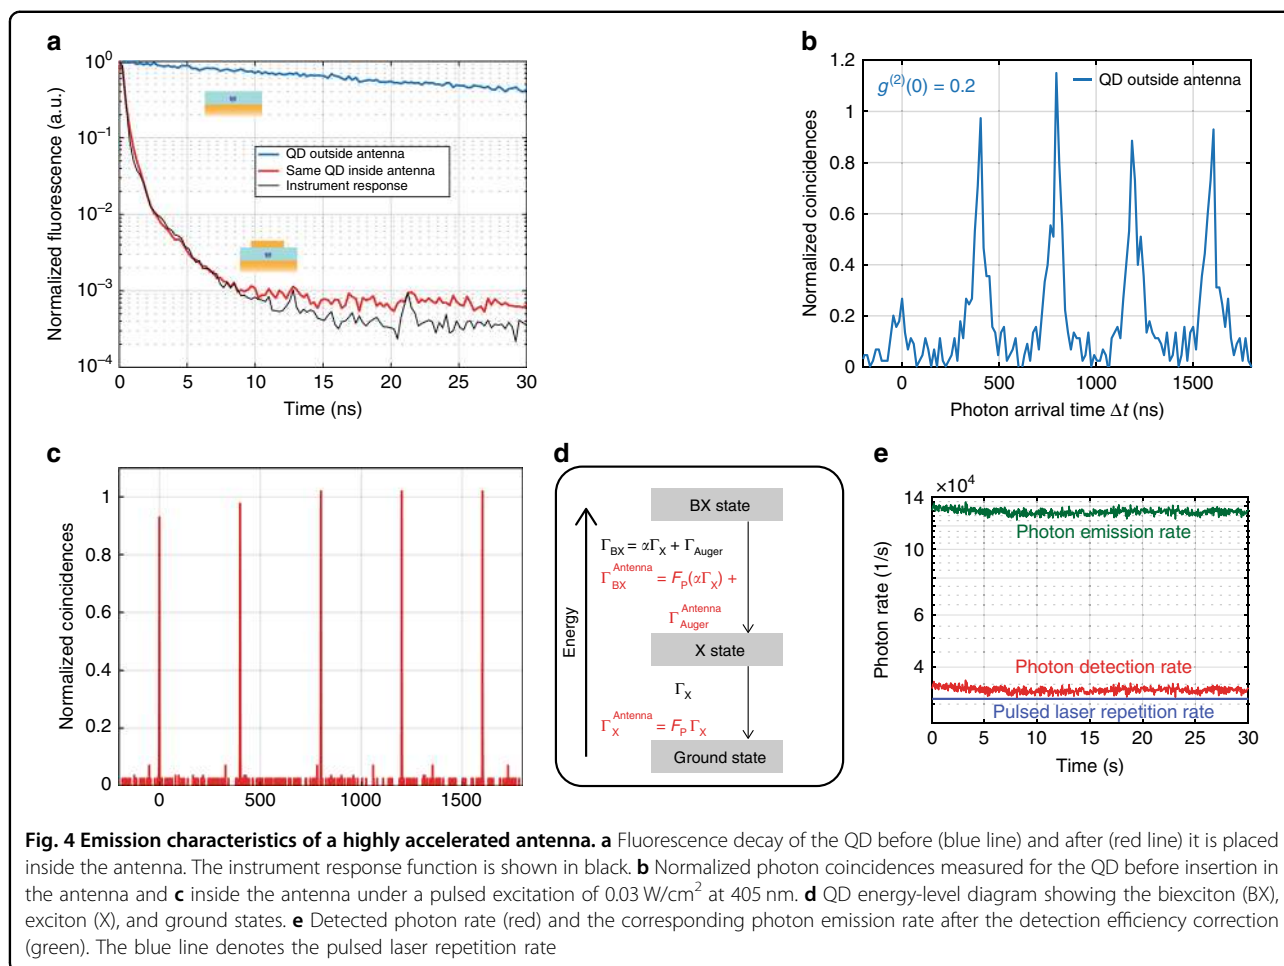 a
10⁰
10⁻¹
10⁻²
10⁻³
10⁻⁴
Normalized fluorescence (a.u.)
QD outside antenna
Same QD inside antenna
Instrument response
0 5 10 15 20 25 30
Time (ns)
b
1.2
1
0.8
0.6
0.4
0.2
0
Normalized coincidences
g⁽²⁾(0) = 0.2
QD outside antenna
0 500 1000 1500
Photon arrival time Δt (ns)
c
1
0.8
0.6
0.4
0.2
0
Normalized coincidences
0 500 1000 1500
d
Energy
BX state
Γ_BX = αΓ_X + Γ_Auger
Γ_BX^Antenna = F_P(αΓ_X) +
Γ_Auger^Antenna
X state
Γ_X
Γ_X^Antenna = F_P Γ_X
Ground state
e
×10⁴
14
10
6
4
Photon rate (1/s)
Photon emission rate
Photon detection rate
Pulsed laser repetition rate
0 5 10 15 20 25 30
Time (s)
Fig. 4 Emission characteristics of a highly accelerated antenna. a Fluorescence decay of the QD before (blue line) and after (red line) it is placed
inside the antenna. The instrument response function is shown in black. b Normalized photon coincidences measured for the QD before insertion in
the antenna and c inside the antenna under a pulsed excitation of 0.03 W/cm² at 405 nm. d QD energy-level diagram showing the biexciton (BX),
exciton (X), and ground states. e Detected photon rate (red) and the corresponding photon emission rate after the detection efficiency correction
(green). The blue line denotes the pulsed laser repetition rate